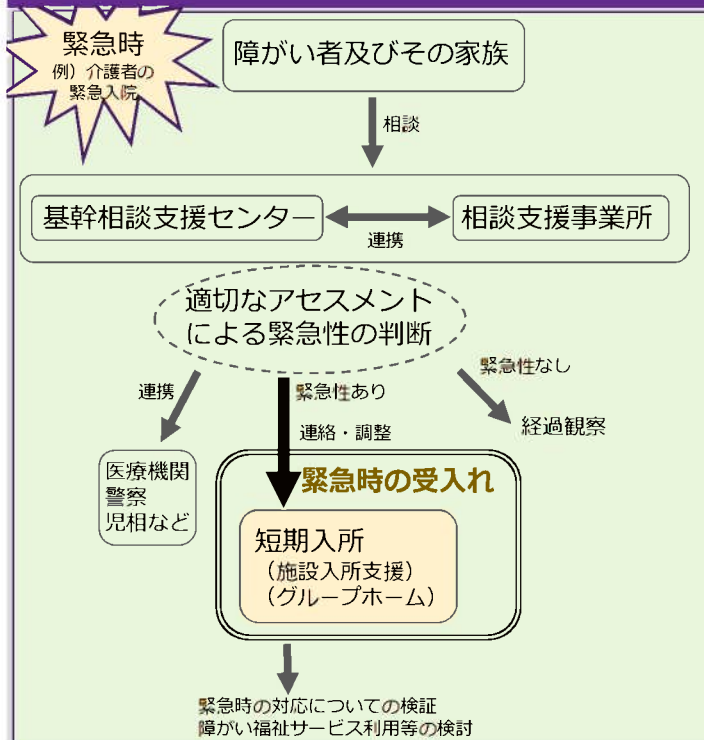 緊急時
例）介護者の
緊急入院
障がい者及びその家族
相談
基幹相談支援センター
連携
相談支援事業所
適切なアセスメント
による緊急性の判断
連携
緊急性あり
緊急性なし
連絡・調整
経過観察
医療機関
警察
児相など
緊急時の受入れ
短期入所
（施設入所支援）
（グループホーム）
緊急時の対応についての検証
障がい福祉サービス利用等の検討